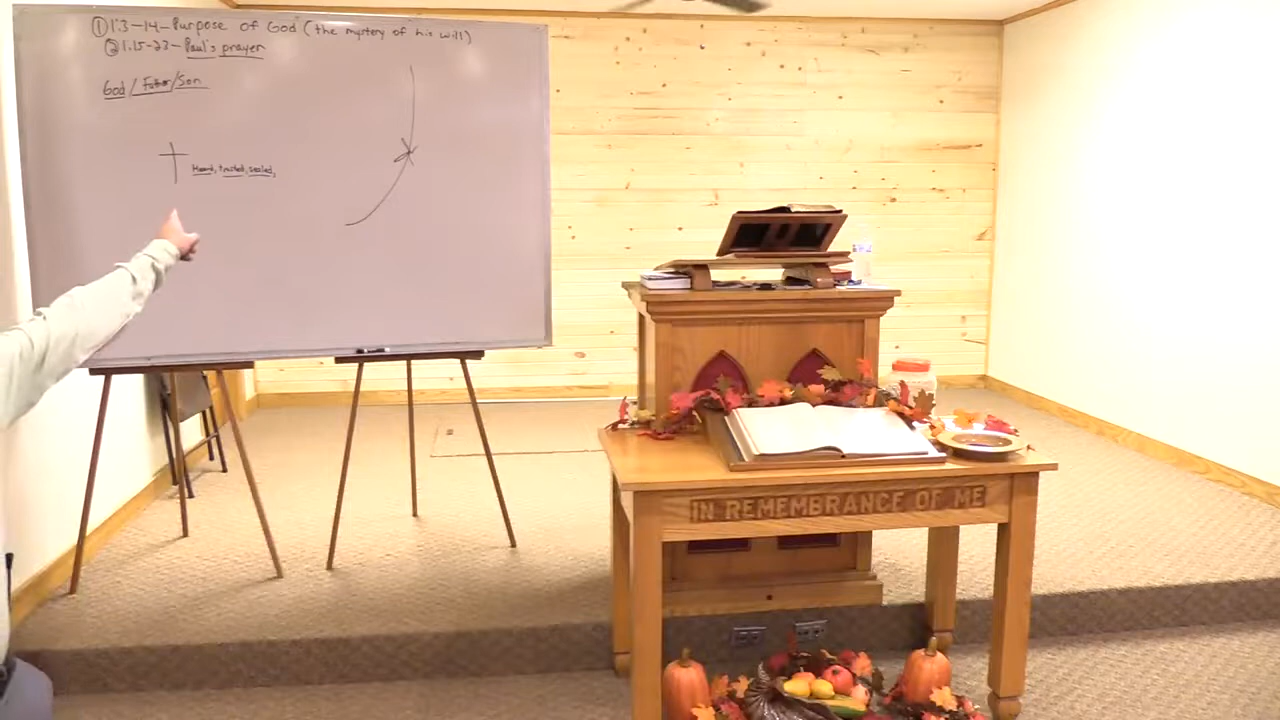 ① 1:3-14-Purpose of God (the mystery of his will)
② 1:15-23-Paul's prayer
God / Father/Son
Heard, trusted, sealed,
IN REMEMBRANCE OF ME